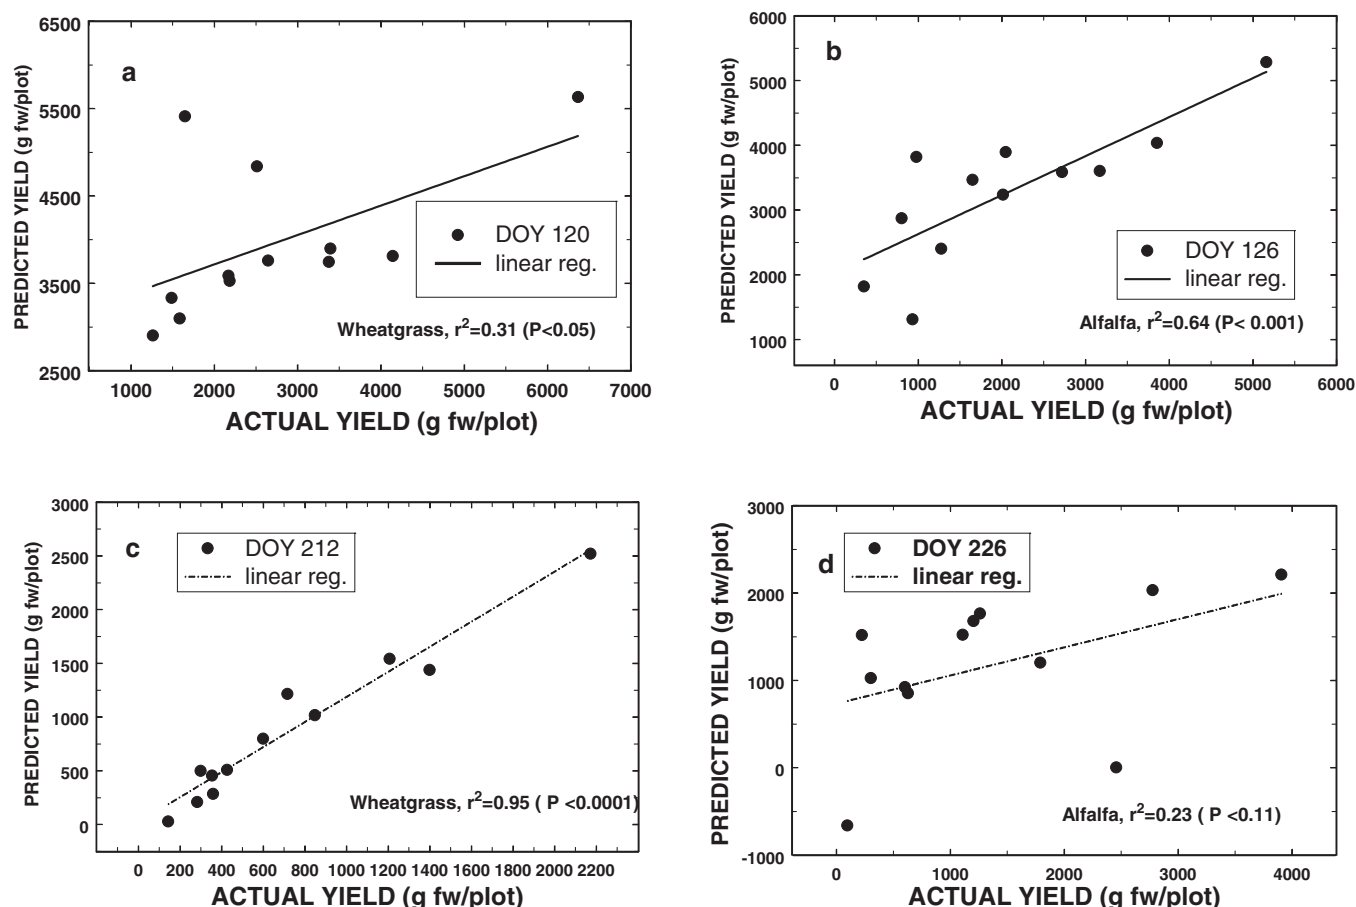 a
6500
5500
4500
3500
2500
PREDICTED YIELD (g fw/plot)
DOY 120
linear reg.
Wheatgrass, r²=0.31 (P<0.05)
1000 2000 3000 4000 5000 6000 7000
ACTUAL YIELD (g fw/plot)
b
6000
5000
4000
3000
2000
1000
PREDICTED YIELD (g fw/plot)
DOY 126
linear reg.
Alfalfa, r²=0.64 (P< 0.001)
0 1000 2000 3000 4000 5000 6000
ACTUAL YIELD (g fw/plot)
c
3000
2500
2000
1500
1000
500
0
PREDICTED YIELD (g fw/plot)
DOY 212
linear reg.
Wheatgrass, r²=0.95 ( P <0.0001)
0 200 400 600 800 1000 1200 1400 1600 1800 2000 2200
ACTUAL YIELD (g fw/plot)
d
3000
2000
1000
0
-1000
PREDICTED YIELD (g fw/plot)
DOY 226
linear reg.
Alfalfa, r²=0.23 ( P <0.11)
0 1000 2000 3000 4000
ACTUAL YIELD (g fw/plot)